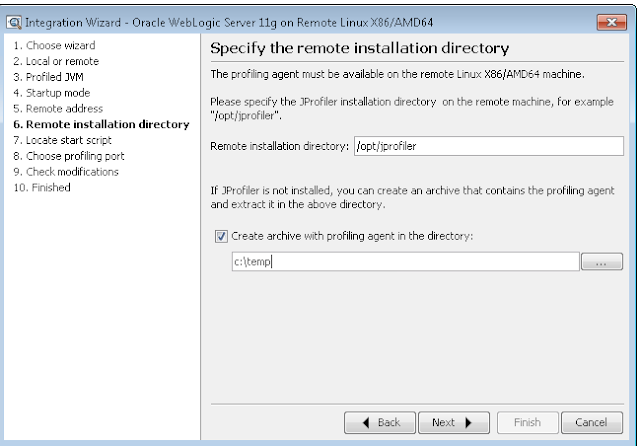 Integration Wizard - Oracle WebLogic Server 11g on Remote Linux X86/AMD64
1. Choose wizard
2. Local or remote
3. Profiled JVM
4. Startup mode
5. Remote address
6. Remote installation directory
7. Locate start script
8. Choose profiling port
9. Check modifications
10. Finished
Specify the remote installation directory
The profiling agent must be available on the remote Linux X86/AMD64 machine.
Please specify the JProfiler installation directory on the remote machine, for example
"/opt/jprofiler".
Remote installation directory: /opt/jprofiler
If JProfiler is not installed, you can create an archive that contains the profiling agent
and extract it in the above directory.
Create archive with profiling agent in the directory:
c:\temp
...
Back Next Finish Cancel